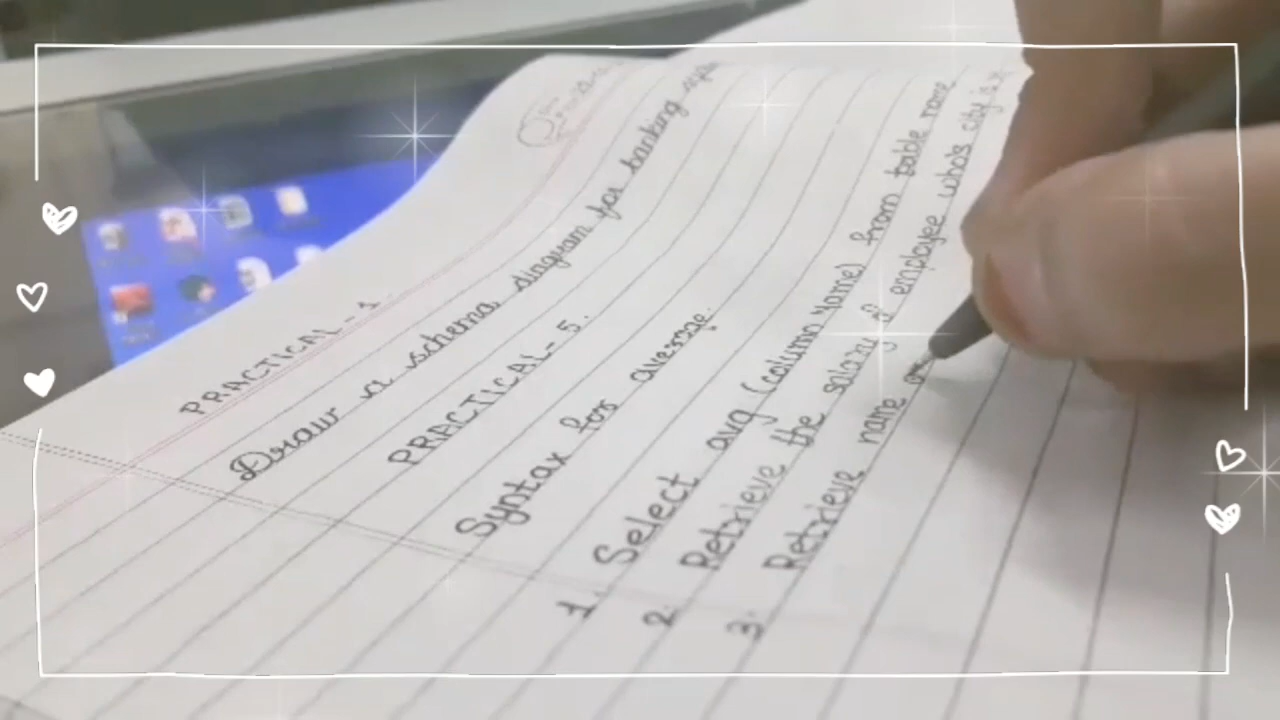 PRACTICAL - 1
Draw a schema diagram for banking
PRACTICAL - 5.
Syntax for average.
1. Select avg (column Name) from table name
2. Retrieve the salary of employee who's city is
3. Retrieve name